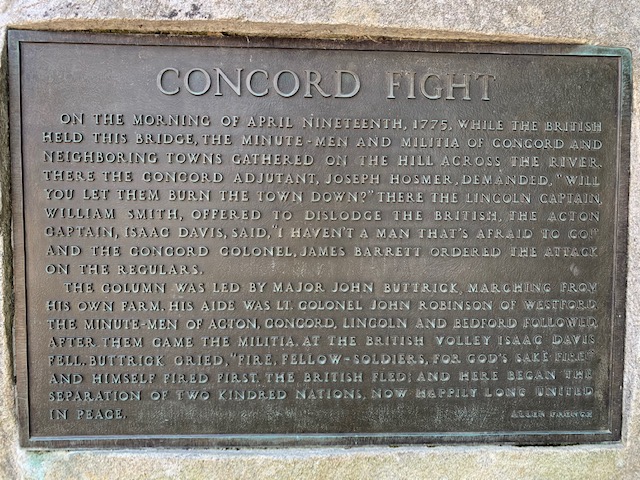 CONCORD FIGHT
ON THE MORNING OF APRIL NINETEENTH, 1775, WHILE THE BRITISH
HELD THIS BRIDGE, THE MINUTE-MEN AND MILITIA OF CONCORD AND
NEIGHBORING TOWNS GATHERED ON THE HILL ACROSS THE RIVER.
THERE THE CONCORD ADJUTANT, JOSEPH HOSMER, DEMANDED, "WILL
YOU LET THEM BURN THE TOWN DOWN?" THERE THE LINCOLN CAPTAIN,
WILLIAM SMITH, OFFERED TO DISLODGE THE BRITISH, THE ACTON
CAPTAIN, ISAAC DAVIS, SAID, "I HAVEN'T A MAN THAT'S AFRAID TO GO!"
AND THE CONCORD COLONEL, JAMES BARRETT ORDERED THE ATTACK
ON THE REGULARS.
THE COLUMN WAS LED BY MAJOR JOHN BUTTRICK, MARCHING FROM
HIS OWN FARM. HIS AIDE WAS LT. COLONEL JOHN ROBINSON OF WESTFORD
THE MINUTE-MEN OF ACTON, CONCORD, LINCOLN AND BEDFORD FOLLOWED.
AFTER THEM CAME THE MILITIA. AT THE BRITISH VOLLEY ISAAC DAVIS
FELL. BUTTRICK CRIED, "FIRE, FELLOW-SOLDIERS, FOR GOD'S SAKE FIRE!"
AND HIMSELF FIRED FIRST. THE BRITISH FLED; AND HERE BEGAN THE
SEPARATION OF TWO KINDRED NATIONS, NOW HAPPILY LONG UNITED
IN PEACE.
ALLEN FRENCH